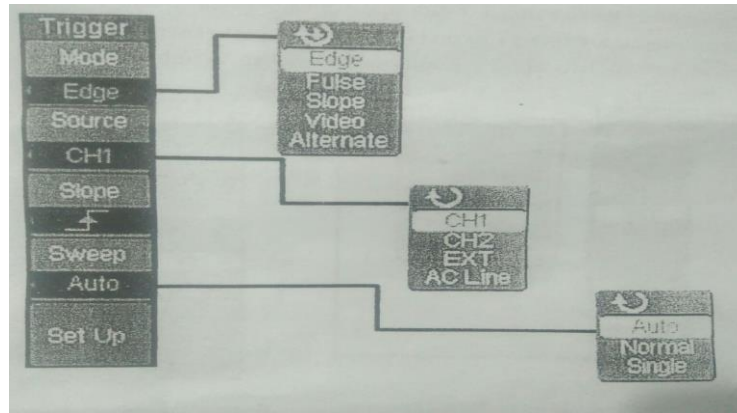 Trigger
Mode
Edge
Source
CH1
Slope
Sweep
Auto
Set Up
Edge
Pulse
Slope
Video
Alternate
CH1
CH2
EXT
AC Line
Auto
Normal
Single